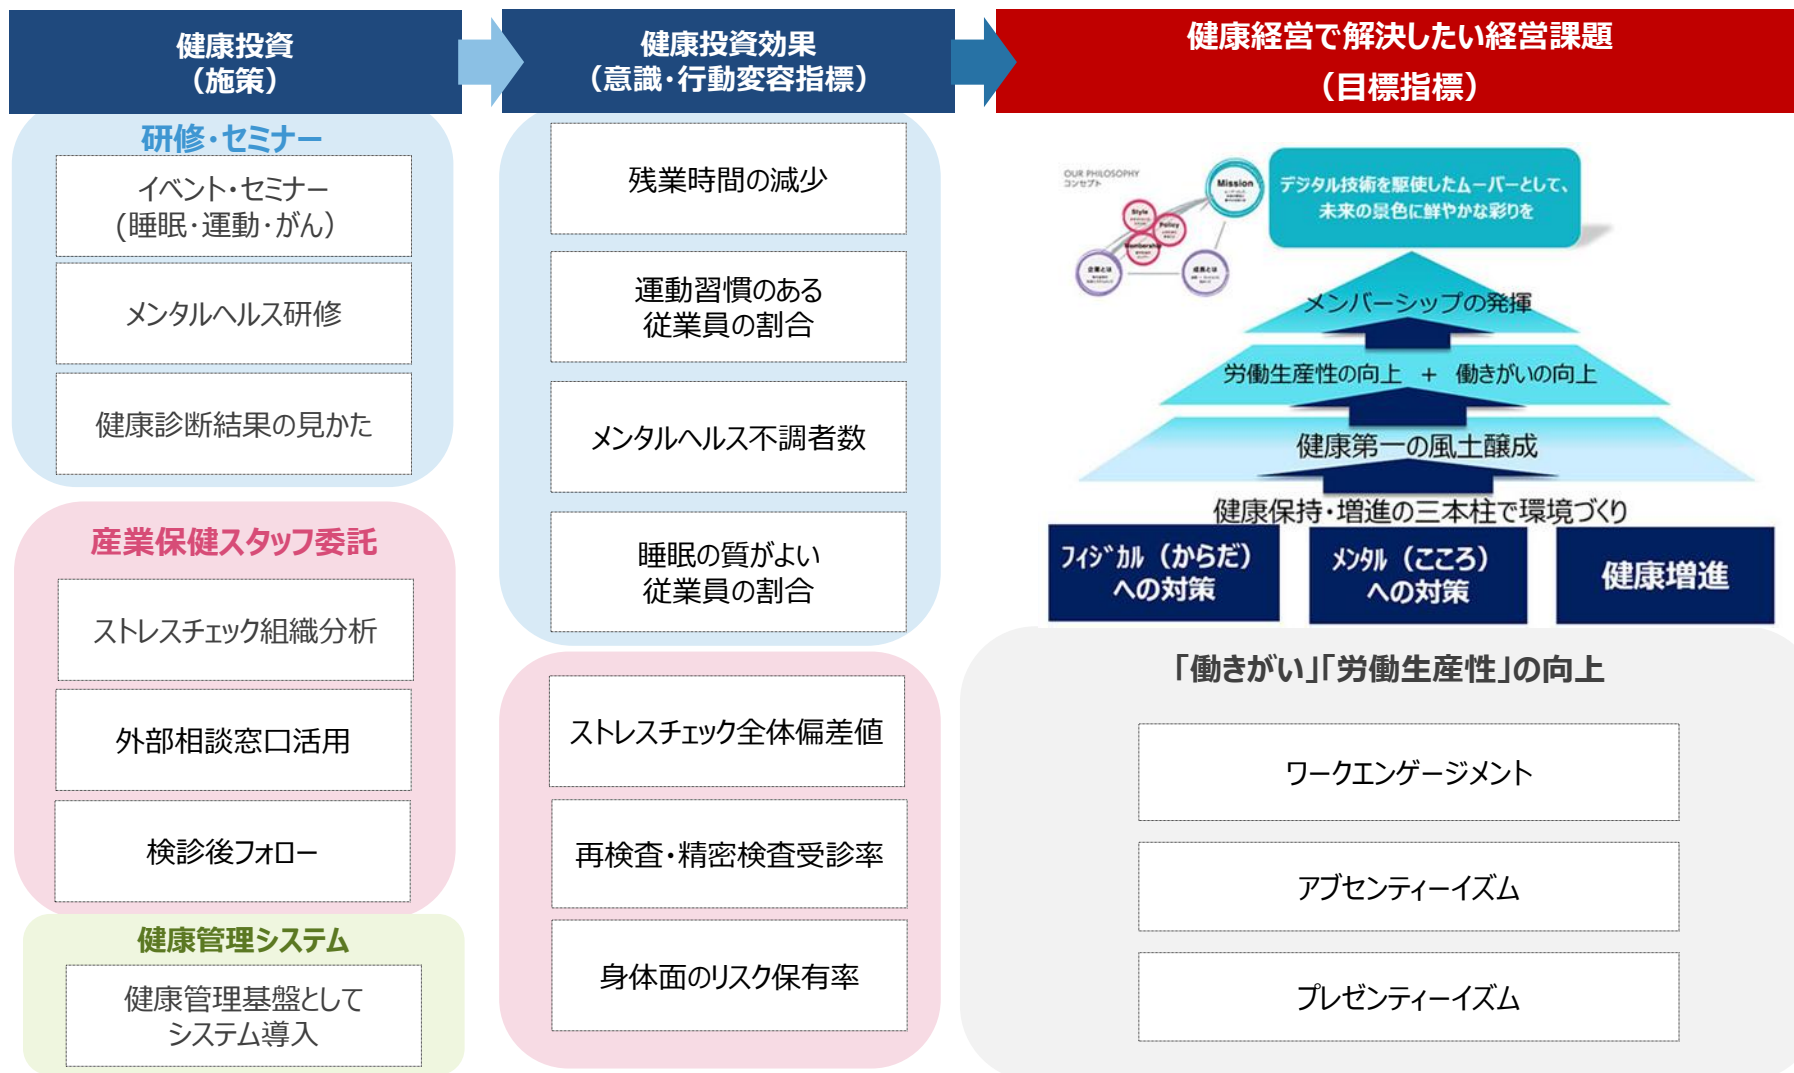 健康投資
（施策）
健康投資効果
（意識・行動変容指標）
健康経営で解決したい経営課題
（目標指標）
研修・セミナー
イベント・セミナー
(睡眠・運動・がん）
メンタルヘルス研修
健康診断結果の見かた
産業保健スタッフ委託
ストレスチェック組織分析
外部相談窓口活用
検診後フォロー
健康管理システム
健康管理基盤として
システム導入
残業時間の減少
運動習慣のある
従業員の割合
メンタルヘルス不調者数
睡眠の質がよい
従業員の割合
ストレスチェック全体偏差値
再検査・精密検査受診率
身体面のリスク保有率
OUR PHILOSOPHY
コンセプト
Mission
Style
Policy
Membership
企業とは
成長とは
デジタル技術を駆使したムーバーとして、
未来の景色に鮮やかな彩りを
メンバーシップの発揮
労働生産性の向上 ＋ 働きがいの向上
健康第一の風土醸成
健康保持・増進の三本柱で環境づくり
ﾌｨｼﾞｶﾙ（からだ）
への対策
ﾒﾝﾀﾙ（こころ）
への対策
健康増進
「働きがい」「労働生産性」の向上
ワークエンゲージメント
アブセンティーイズム
プレゼンティーイズム